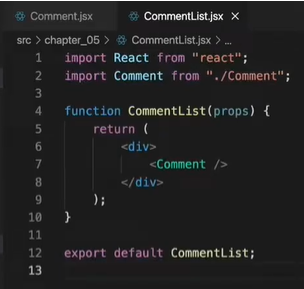 Comment.jsx CommentList.jsx ×
src > chapter_05 > CommentList.jsx > ...
1 import React from "react";
2 import Comment from "./Comment";
3
4 function CommentList(props) {
5     return (
6         <div>
7             <Comment />
8         </div>
9     );
10 }
11
12 export default CommentList;
13